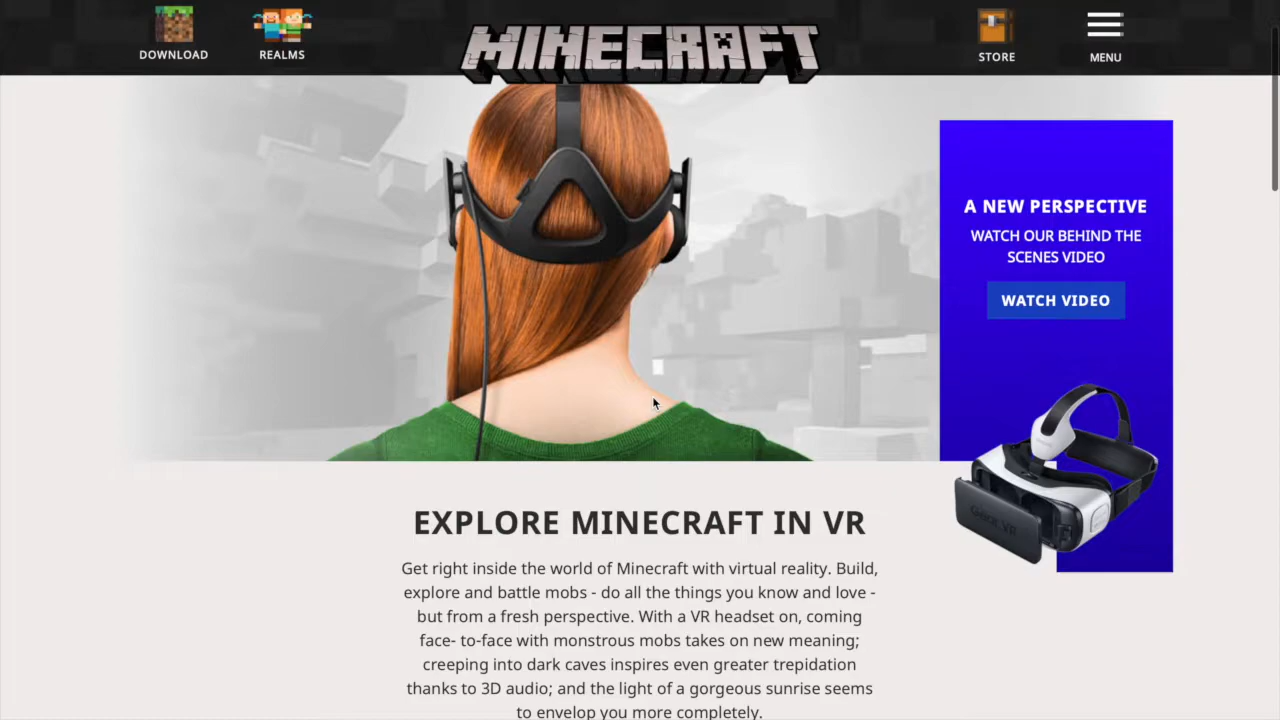 DOWNLOAD
REALMS
MINECRAFT
STORE
MENU
A NEW PERSPECTIVE
WATCH OUR BEHIND THE
SCENES VIDEO
WATCH VIDEO
Gear VR
EXPLORE MINECRAFT IN VR
Get right inside the world of Minecraft with virtual reality. Build,
explore and battle mobs - do all the things you know and love -
but from a fresh perspective. With a VR headset on, coming
face- to-face with monstrous mobs takes on new meaning;
creeping into dark caves inspires even greater trepidation
thanks to 3D audio; and the light of a gorgeous sunrise seems
to envelop you more completely.